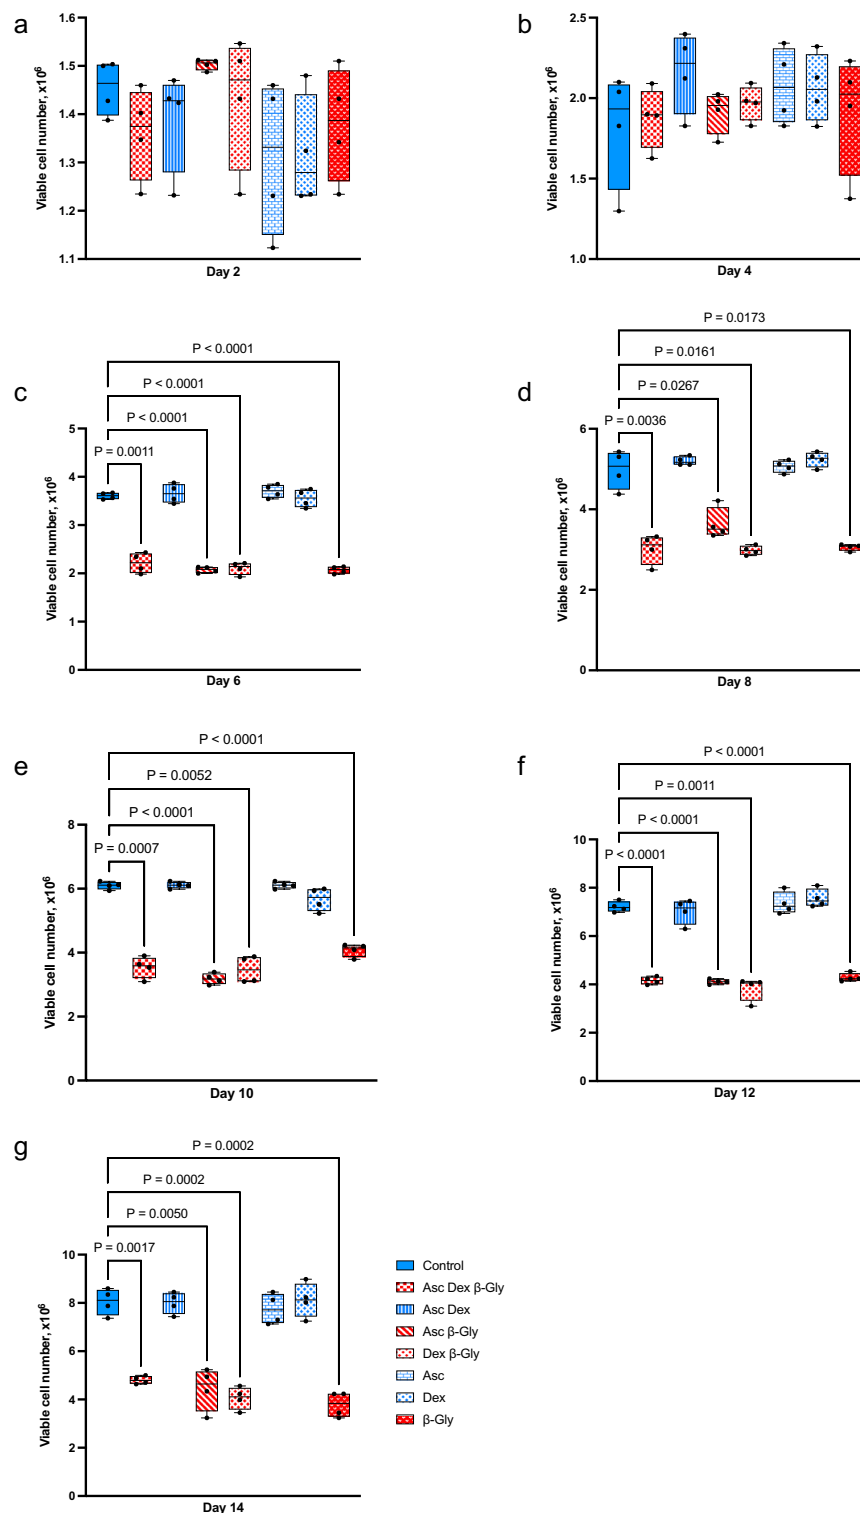 a
1.6
1.5
1.4
1.3
1.2
1.1
Viable cell number, x10⁶
Day 2
b
2.5
2.0
1.5
1.0
Viable cell number, x10⁶
Day 4
c
P < 0.0001
P < 0.0001
P < 0.0001
P = 0.0011
5
4
3
2
1
0
Viable cell number, x10⁶
Day 6
d
P = 0.0173
P = 0.0161
P = 0.0267
P = 0.0036
6
4
2
0
Viable cell number, x10⁶
Day 8
e
P < 0.0001
P = 0.0052
P < 0.0001
P = 0.0007
8
6
4
2
0
Viable cell number, x10⁶
Day 10
f
P < 0.0001
P = 0.0011
P < 0.0001
P < 0.0001
10
8
6
4
2
0
Viable cell number, x10⁶
Day 12
g
P = 0.0002
P = 0.0002
P = 0.0050
P = 0.0017
10
8
6
4
2
0
Viable cell number, x10⁶
Day 14
Control
Asc Dex β-Gly
Asc Dex
Asc β-Gly
Dex β-Gly
Asc
Dex
β-Gly